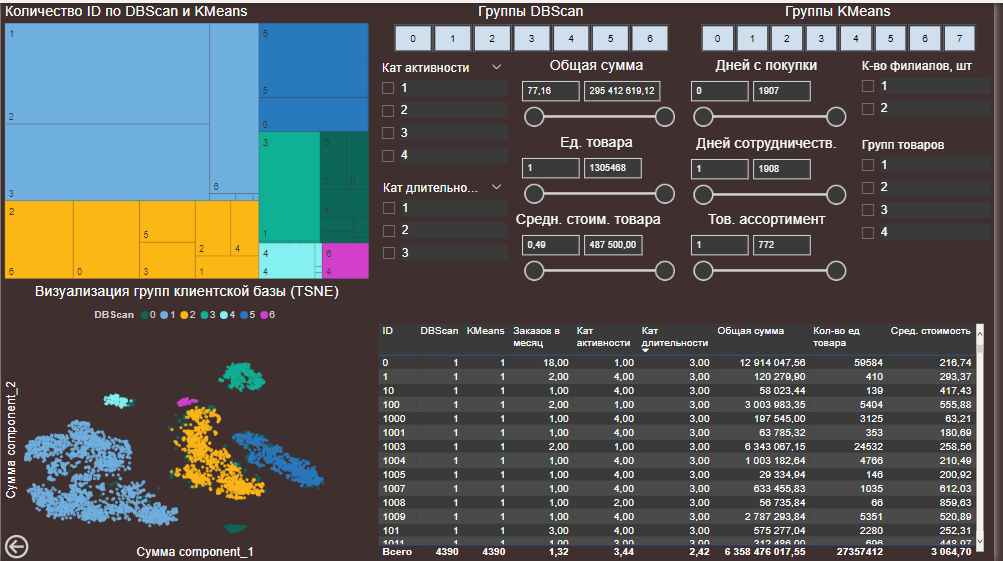 Количество ID по DBScan и KMeans
1
2
3
6
5
5
0
3
1
0
7
0
4
2
6
0
5
3
2
4
1
4
4
6
4
Группы DBScan
0 1 2 3 4 5 6
Группы KMeans
0 1 2 3 4 5 6 7
Кат активности
1
2
3
4
Кат длительно...
1
2
3
Общая сумма
77,16 295 412 619,12
Ед. товара
1 1305468
Средн. стоим. товара
0,49 487 500,00
Дней с покупки
0 1907
Дней сотрудничеств.
1 1908
Тов. ассортимент
1 772
К-во филиалов, шт
1
2
Групп товаров
1
2
3
4
Визуализация групп клиентской базы (TSNE)
DBScan 0 1 2 3 4 5 6
Сумма component_2
Сумма component_1
ID DBScan KMeans Заказов в месяц Кат активности Кат длительности Общая сумма Кол-во ед товара Сред. стоимость
0 1 1 18,00 1,00 3,00 12 914 047,56 59584 216,74
1 1 1 2,00 4,00 3,00 120 279,90 410 293,37
10 1 1 1,00 4,00 3,00 58 023,44 139 417,43
100 1 1 2,00 1,00 3,00 3 003 983,35 5404 555,88
1000 1 1 1,00 4,00 3,00 197 545,00 3125 63,21
1001 1 1 1,00 4,00 3,00 63 785,32 353 180,69
1003 1 1 2,00 1,00 3,00 6 343 067,15 24532 258,56
1004 1 1 1,00 4,00 3,00 1 003 182,64 4766 210,49
1005 1 1 1,00 4,00 3,00 29 334,94 146 200,92
1007 1 1 1,00 4,00 3,00 633 455,83 1035 612,03
1008 1 1 1,00 2,00 3,00 56 735,84 66 859,63
1009 1 1 1,00 4,00 3,00 2 787 293,84 5351 520,89
101 1 1 3,00 4,00 3,00 575 277,04 2280 252,31
1011 1 1 1,00 4,00 3,00 312 486,00 696 448,97
Всего 4390 4390 1,32 3,44 2,42 6 358 476 017,55 27357412 3 064,70